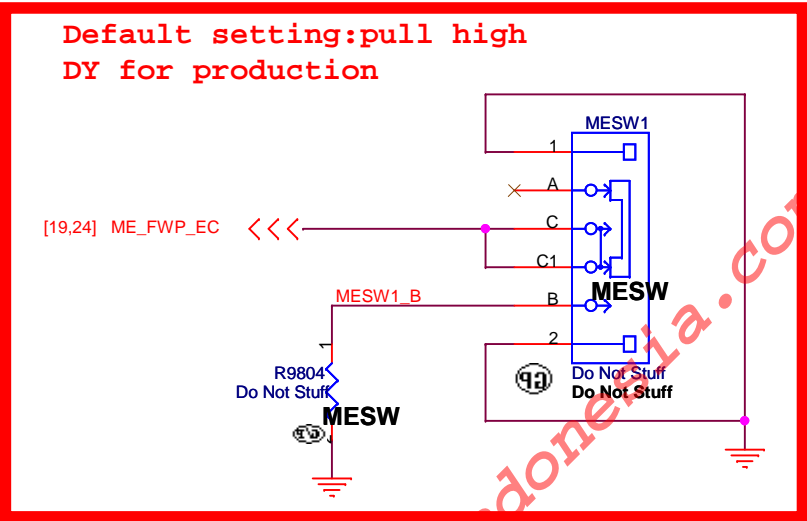 Default setting:pull high
DY for production
MESW1
1
A
[19,24] ME_FWP_EC
C
C1
MESW1_B
B
MESW
2
1
R9804
Do Not Stuff
MESW
GP
Do Not Stuff
Do Not Stuff